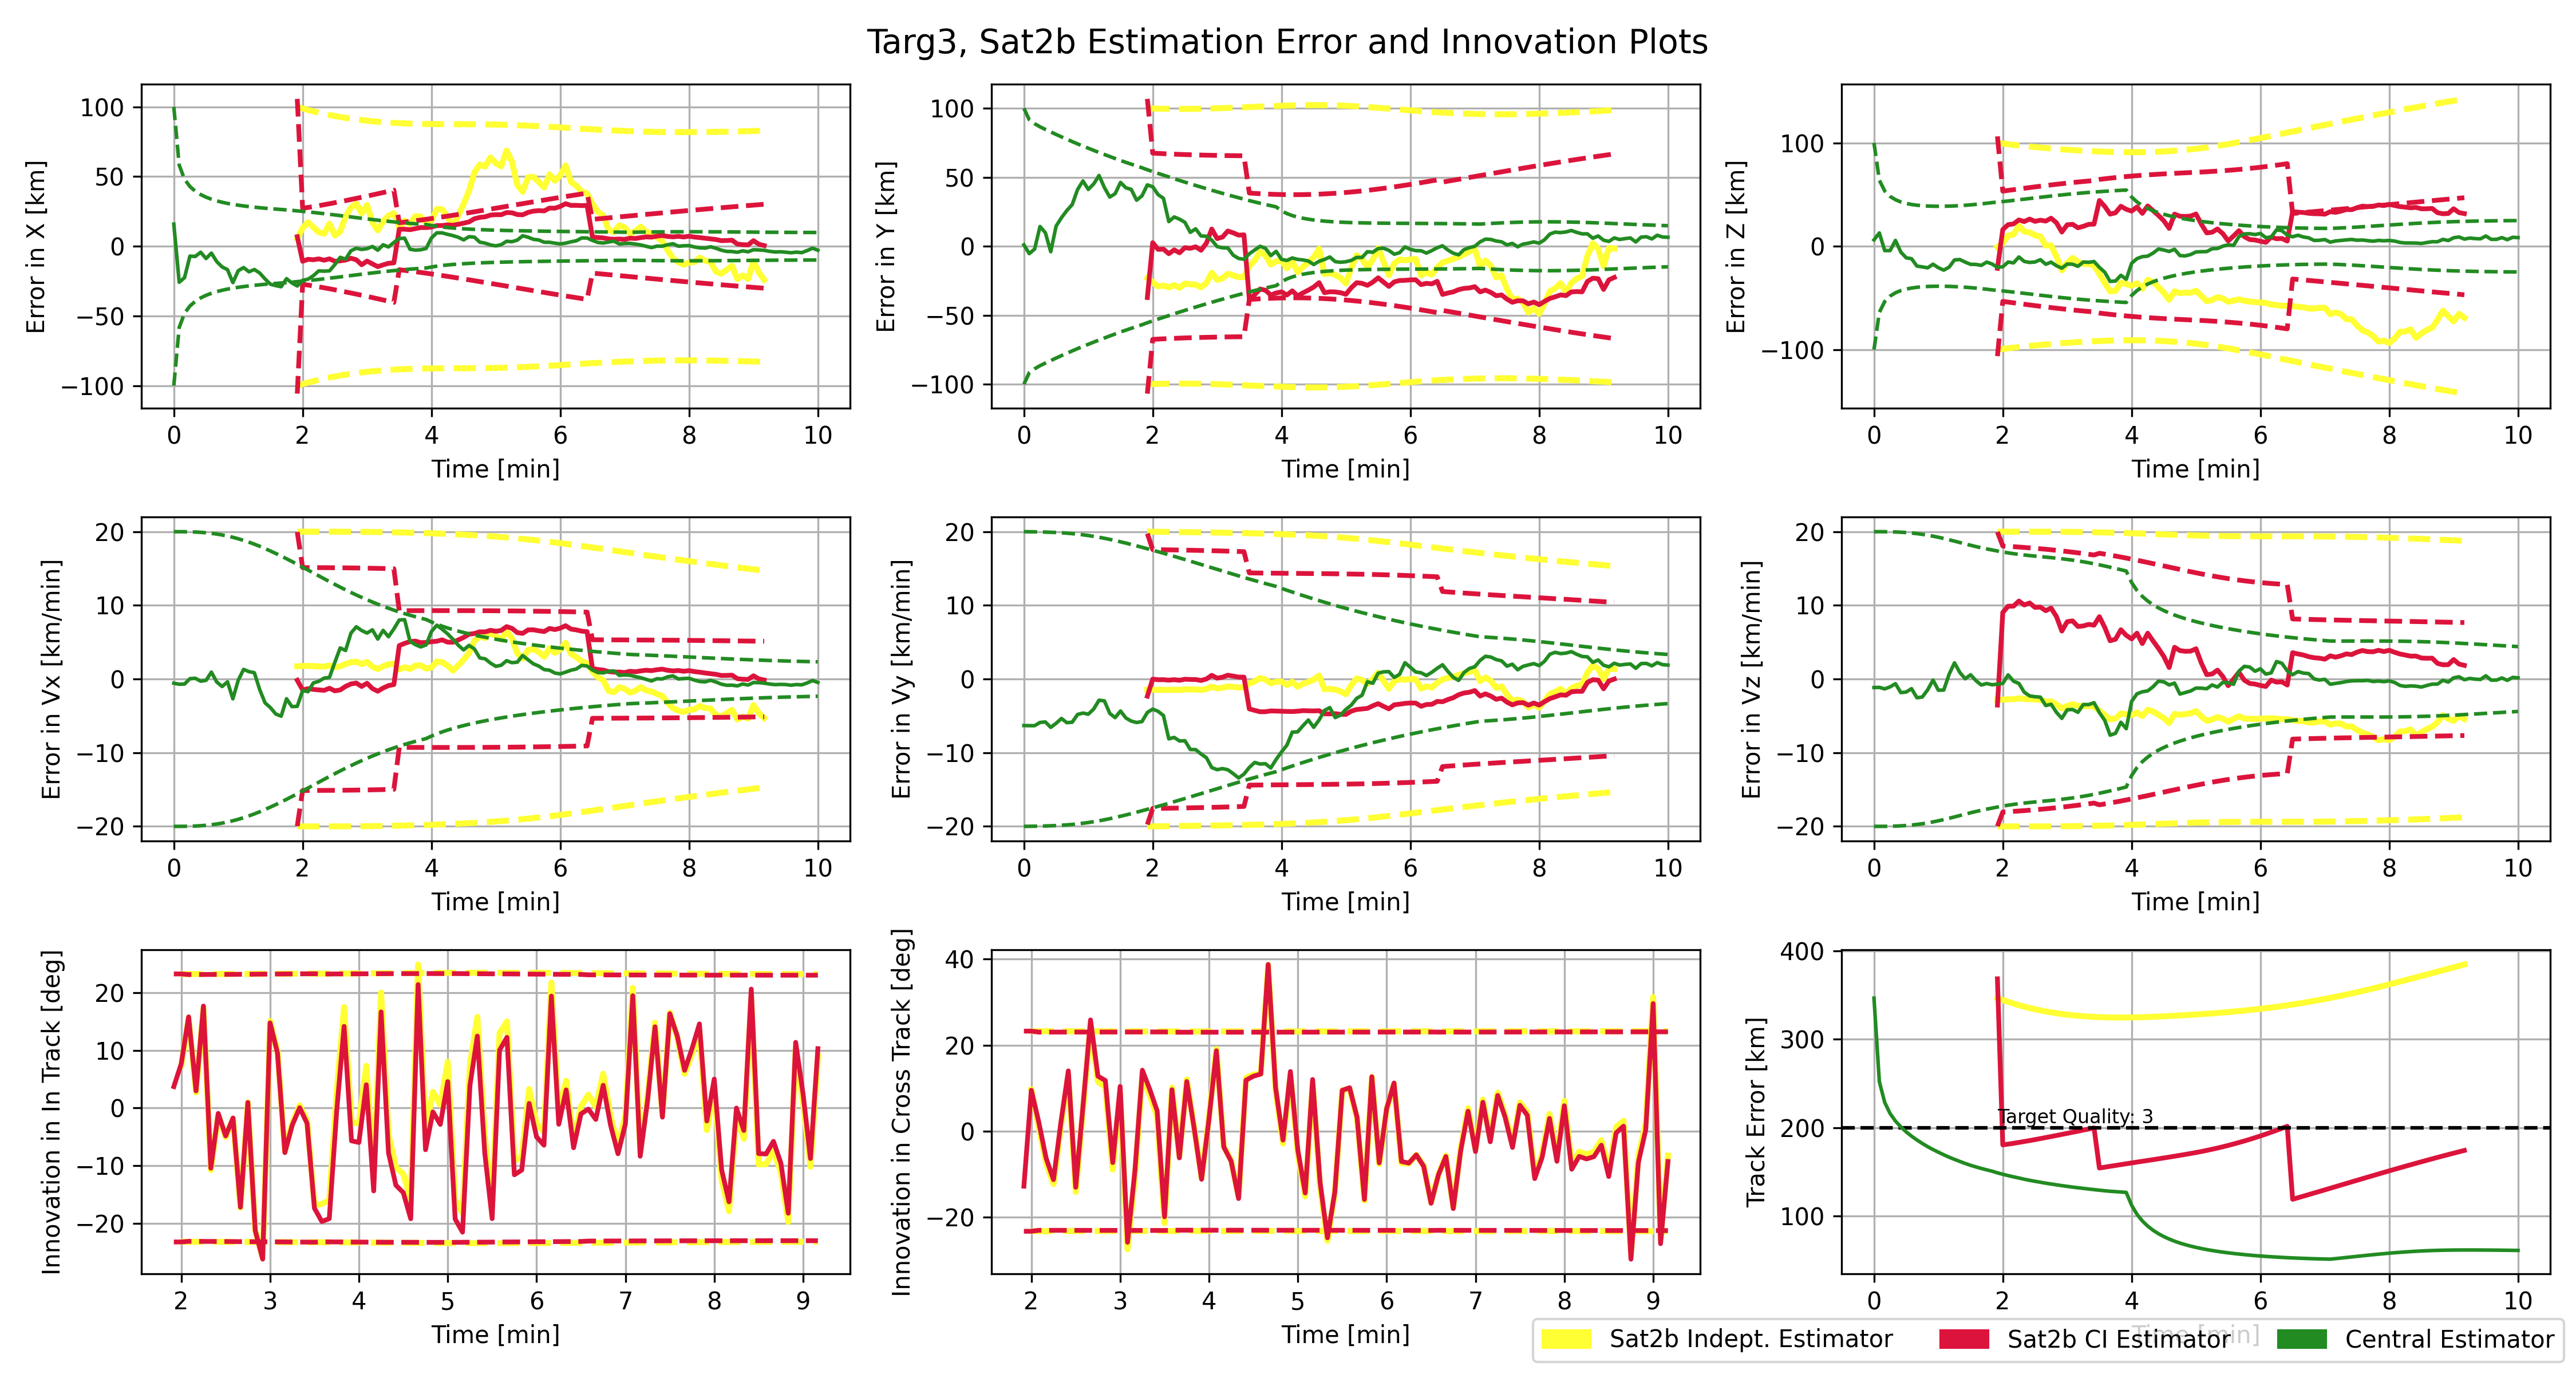 Targ3, Sat2b Estimation Error and Innovation Plots
Error in X [km]
100
50
0
−50
−100
0 2 4 6 8 10
Time [min]
Error in Y [km]
100
50
0
−50
−100
0 2 4 6 8 10
Time [min]
Error in Z [km]
100
0
−100
0 2 4 6 8 10
Time [min]
Error in Vx [km/min]
20
10
0
−10
−20
0 2 4 6 8 10
Time [min]
Error in Vy [km/min]
20
10
0
−10
−20
0 2 4 6 8 10
Time [min]
Error in Vz [km/min]
20
10
0
−10
−20
0 2 4 6 8 10
Time [min]
Innovation in In Track [deg]
20
10
0
−10
−20
2 3 4 5 6 7 8 9
Time [min]
Innovation in Cross Track [deg]
40
20
0
−20
2 3 4 5 6 7 8 9
Time [min]
Track Error [km]
400
300
200
100
Target Quality: 3
0 2 4 6 8 10
Time [min]
Sat2b Indept. Estimator
Sat2b CI Estimator
Central Estimator